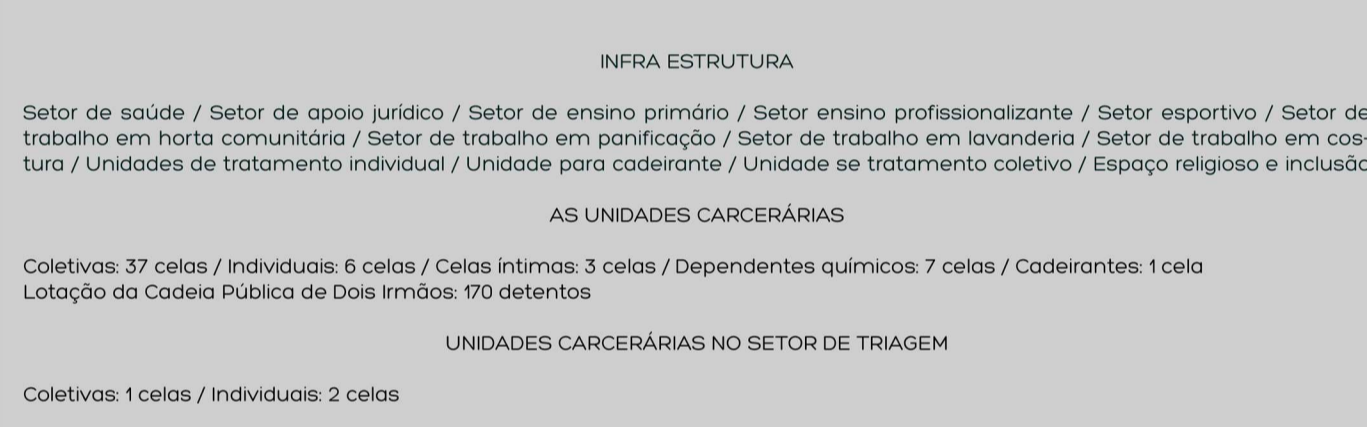 INFRA ESTRUTURA
Setor de saúde / Setor de apoio jurídico / Setor de ensino primário / Setor ensino profissionalizante / Setor esportivo / Setor de
trabalho em horta comunitária / Setor de trabalho em panificação / Setor de trabalho em lavanderia / Setor de trabalho em cos-
tura / Unidades de tratamento individual / Unidade para cadeirante / Unidade se tratamento coletivo / Espaço religioso e inclusão
AS UNIDADES CARCERÁRIAS
Coletivas: 37 celas / Individuais: 6 celas / Celas íntimas: 3 celas / Dependentes químicos: 7 celas / Cadeirantes: 1 cela
Lotação da Cadeia Pública de Dois Irmãos: 170 detentos
UNIDADES CARCERÁRIAS NO SETOR DE TRIAGEM
Coletivas: 1 celas / Individuais: 2 celas